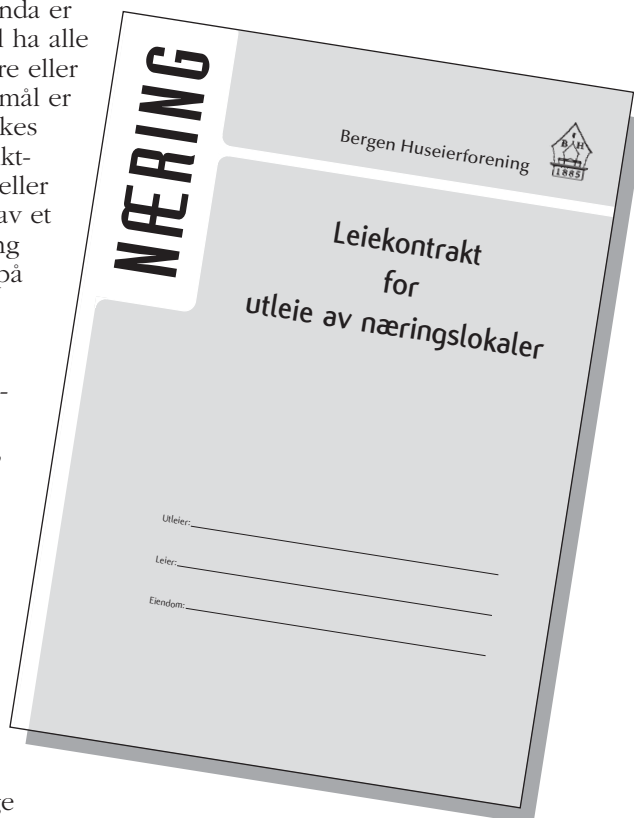 nda er
l ha alle
re eller
mål er
kes
kt-
eller
av et
ng
på
-
ge
NÆRING
Bergen Huseierforening
B f H
1885
Leiekontrakt
for
utleie av næringslokaler
Utleier:
Leier:
Eiendom: